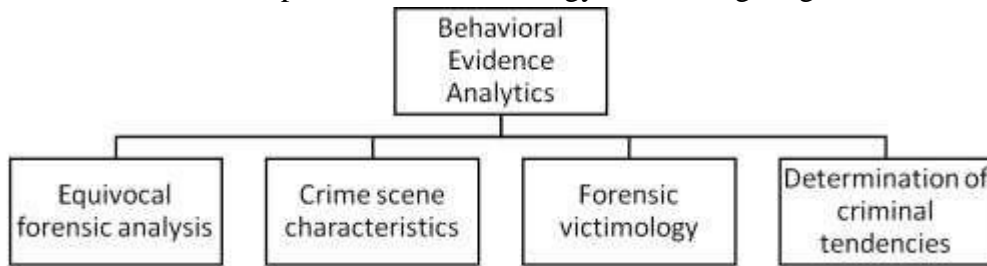 Behavioral
Evidence
Analytics
Equivocal
forensic analysis
Crime scene
characteristics
Forensic
victimology
Determination of
criminal
tendencies